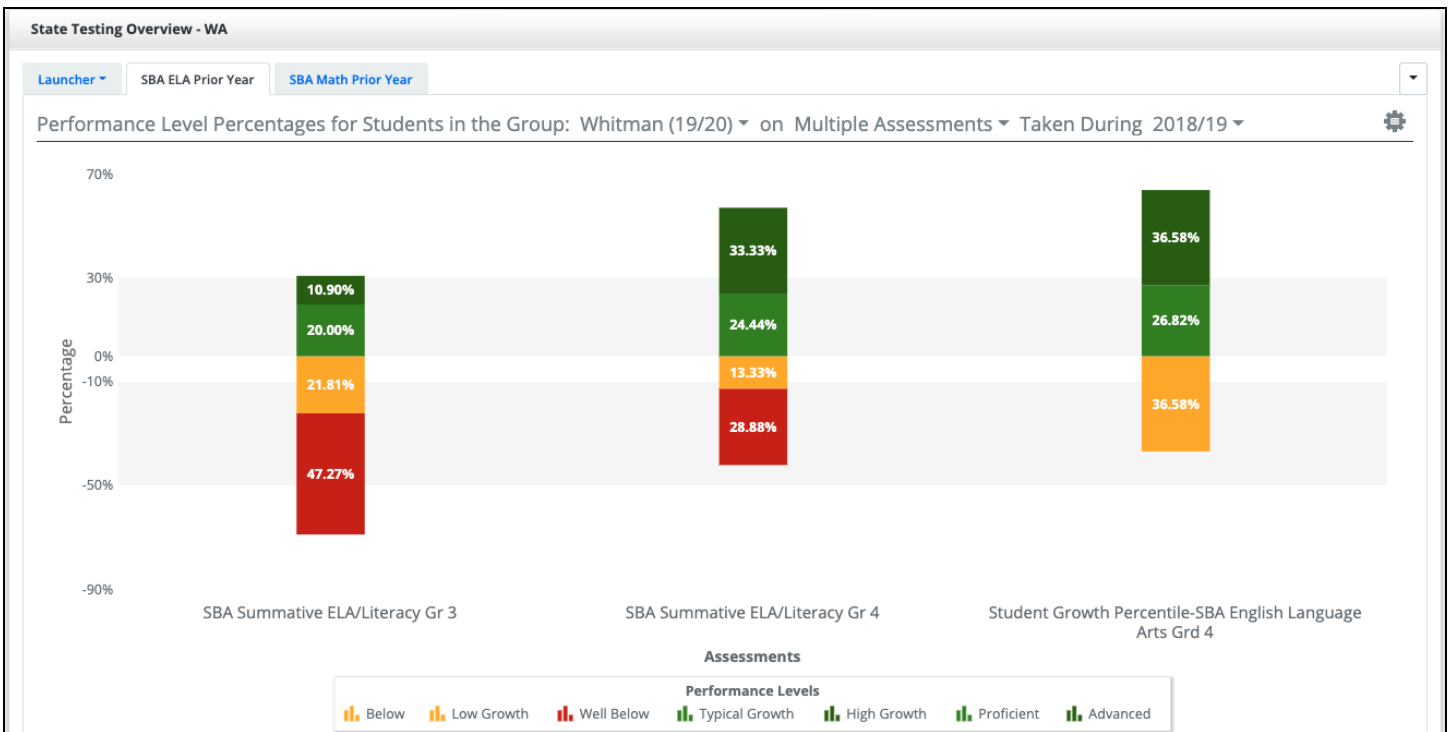 State Testing Overview - WA
Launcher SBA ELA Prior Year SBA Math Prior Year
Performance Level Percentages for Students in the Group: Whitman (19/20) on Multiple Assessments Taken During 2018/19
70%
30%
0%
-10%
-50%
-90%
Percentage
10.90%
20.00%
21.81%
47.27%
33.33%
24.44%
13.33%
28.88%
36.58%
26.82%
36.58%
SBA Summative ELA/Literacy Gr 3
SBA Summative ELA/Literacy Gr 4
Student Growth Percentile-SBA English Language
Arts Grd 4
Assessments
Performance Levels
Below Low Growth Well Below Typical Growth High Growth Proficient Advanced